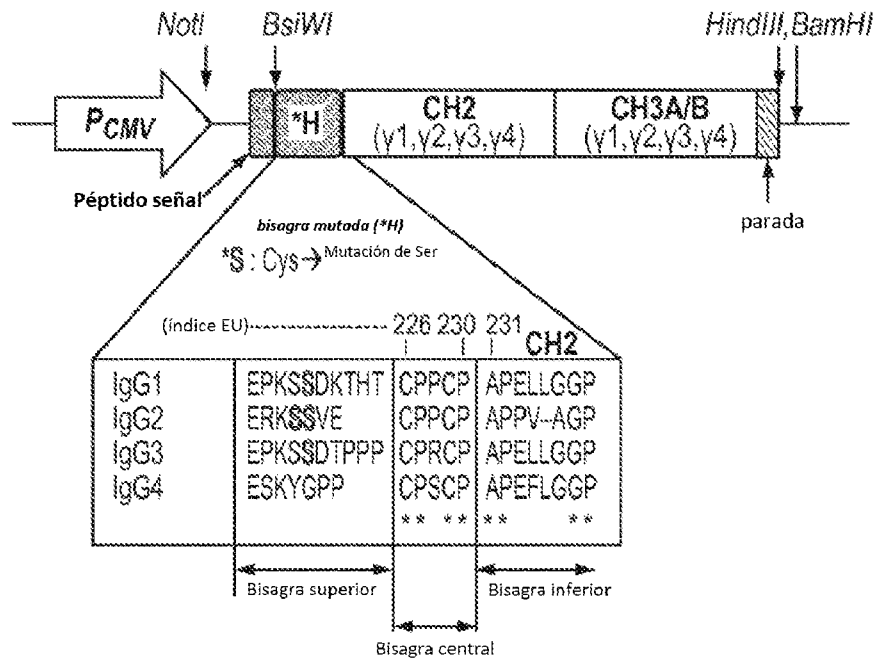 NotI BsiWI HindIII, BamHI
PCMV *H CH2 CH3A/B
(γ1,γ2,γ3,γ4) (γ1,γ2,γ3,γ4)
Péptido señal
parada
bisagra mutada (*H)
*S : Cys→ Mutación de Ser
(índice EU) 226 230 231
CH2
IgG1 EPKSSDKTHT CPPCP APELLGGP
IgG2 ERKSSVE CPPCP APPV--AGP
IgG3 EPKSSDTPPP CPRCP APELLGGP
IgG4 ESKYGPP CPSCP APEFLGGP
** ** ** **
Bisagra superior Bisagra inferior
Bisagra central